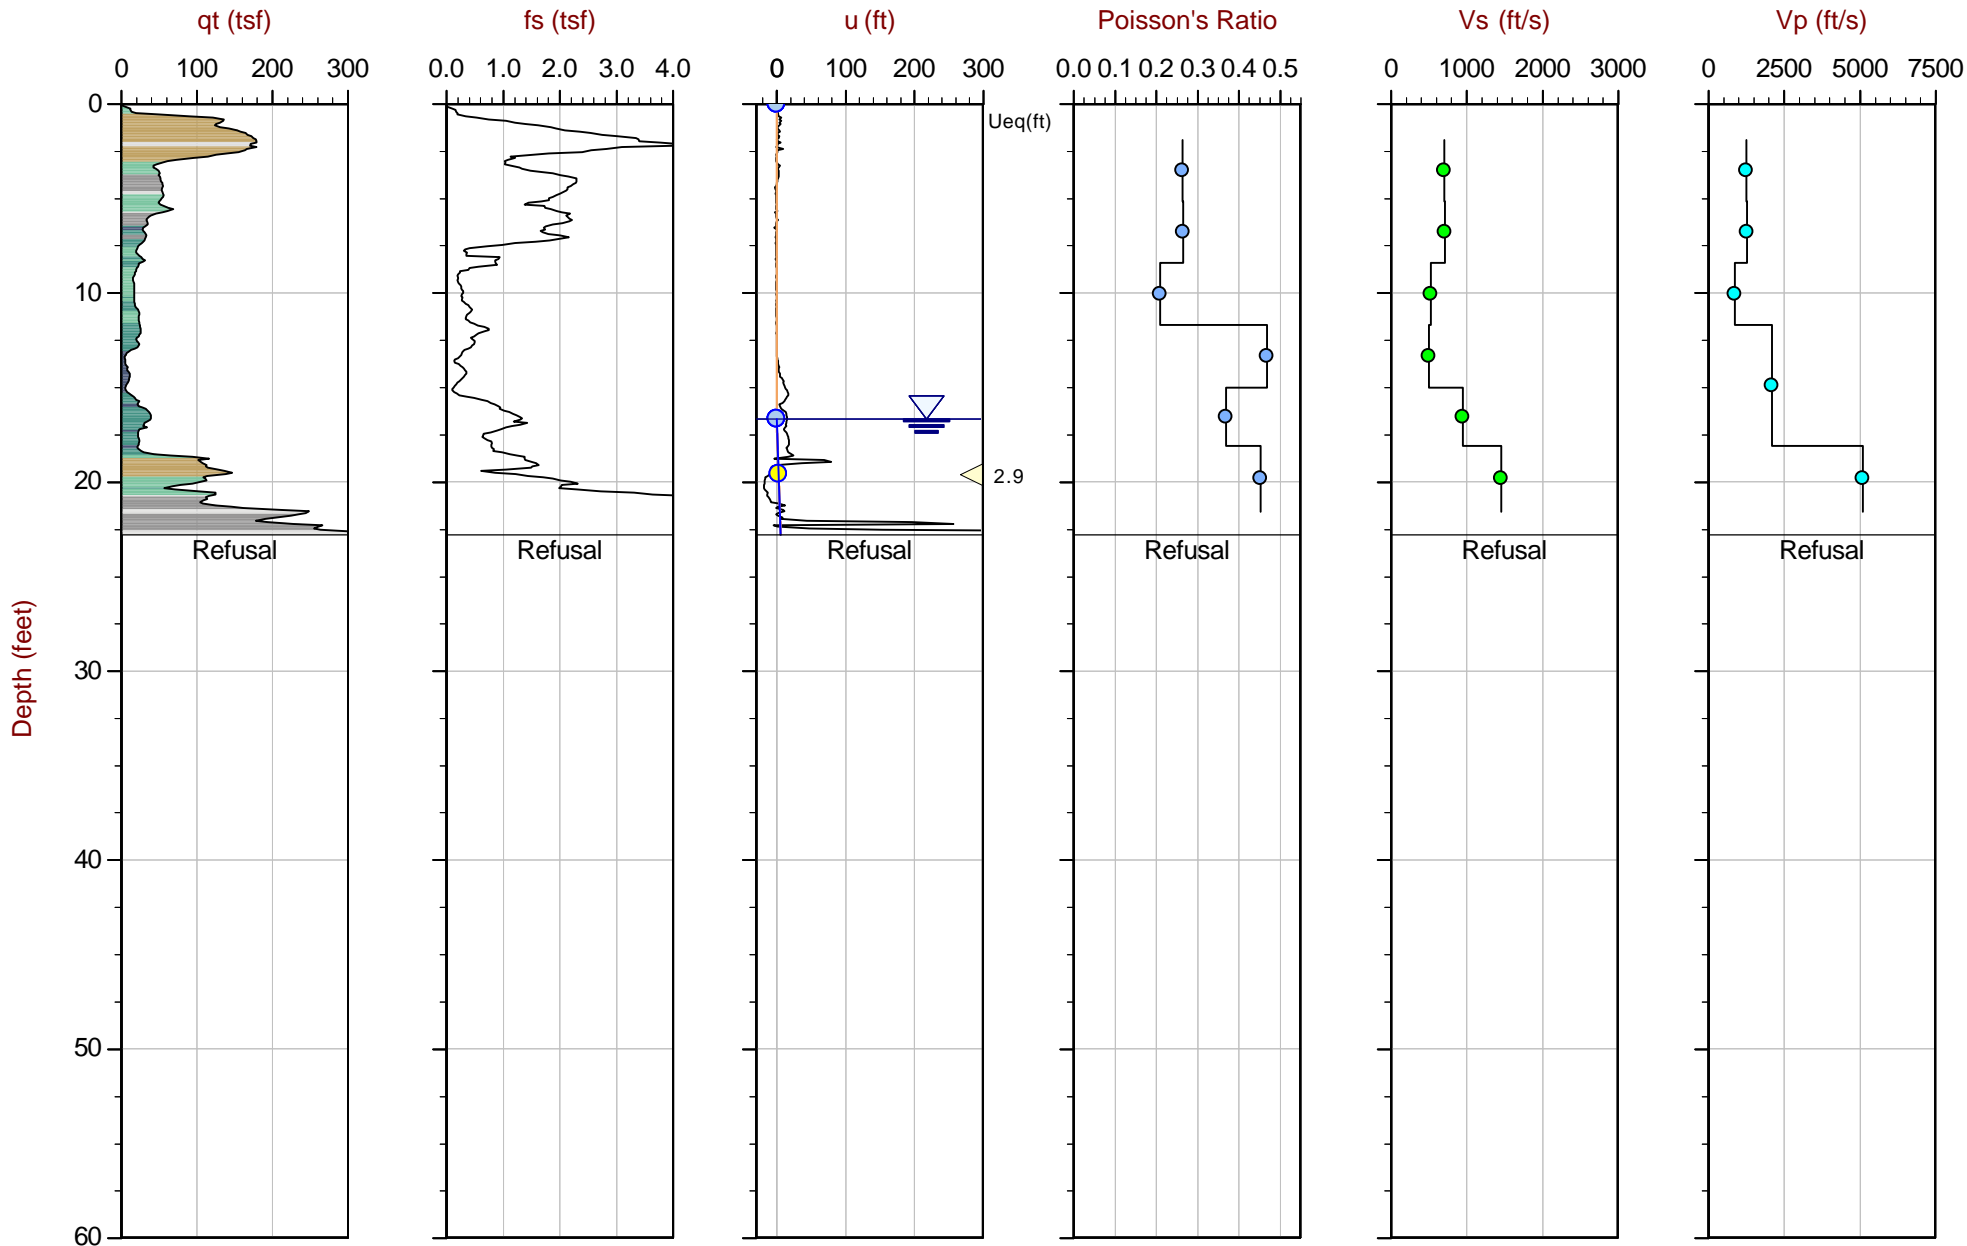 qt (tsf) fs (tsf) u (ft) Poisson's Ratio Vs (ft/s) Vp (ft/s)
0 100 200 300 0.0 1.0 2.0 3.0 4.0 0 100 200 300 0.0 0.1 0.2 0.3 0.4 0.5 0 1000 2000 3000 0 2500 5000 7500
0
Ueq(ft)
10
20
2.9
Refusal Refusal Refusal Refusal Refusal Refusal
Depth (feet)
30
40
50
60